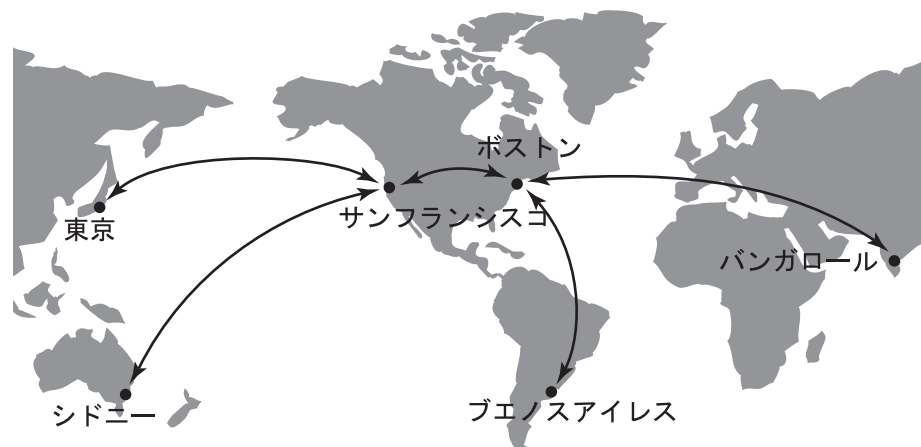 ボストン
サンフランシスコ
東京
バンガロール
シドニー
ブエノスアイレス